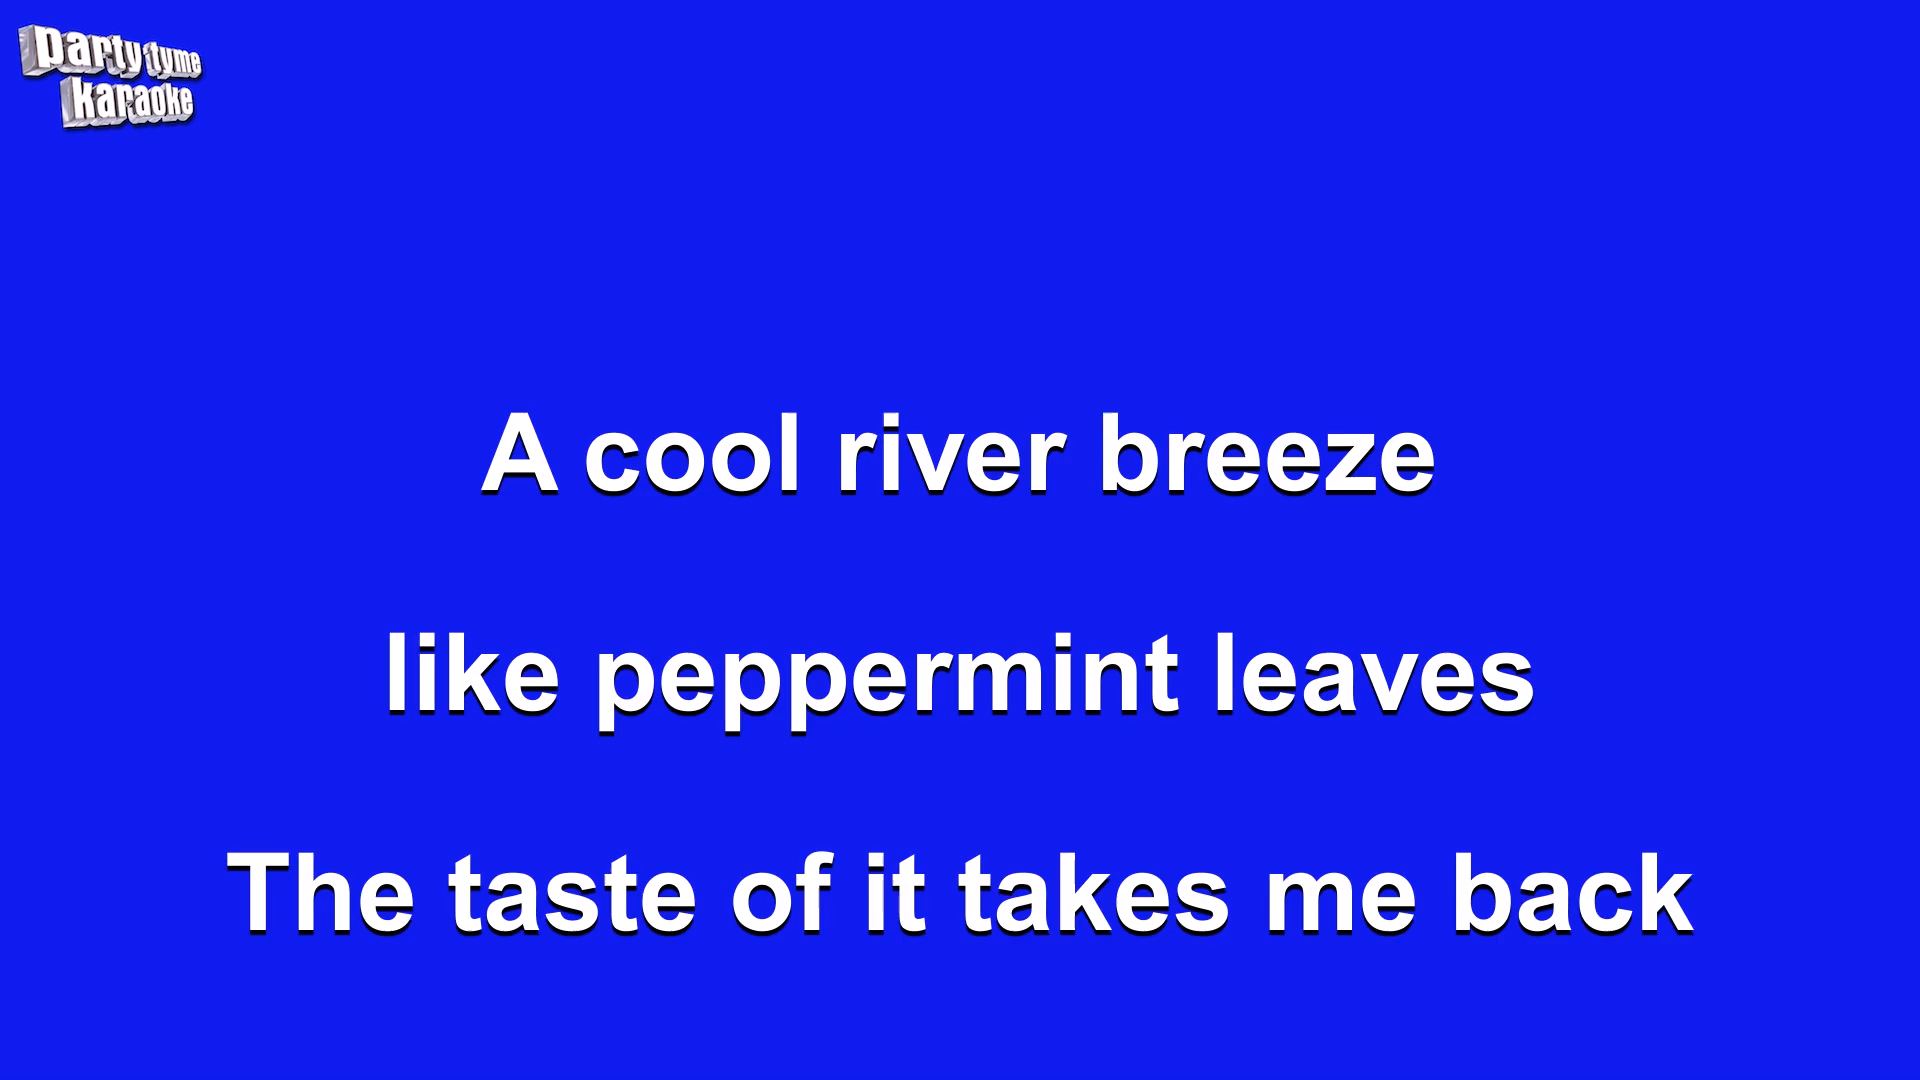 party tyme
karaoke
A cool river breeze
like peppermint leaves
The taste of it takes me back